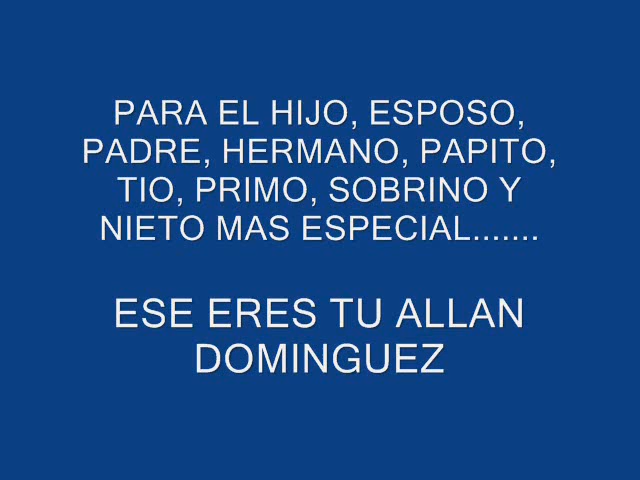 PARA EL HIJO, ESPOSO,
PADRE, HERMANO, PAPITO,
TIO, PRIMO, SOBRINO Y
NIETO MAS ESPECIAL.......
ESE ERES TU ALLAN
DOMINGUEZ